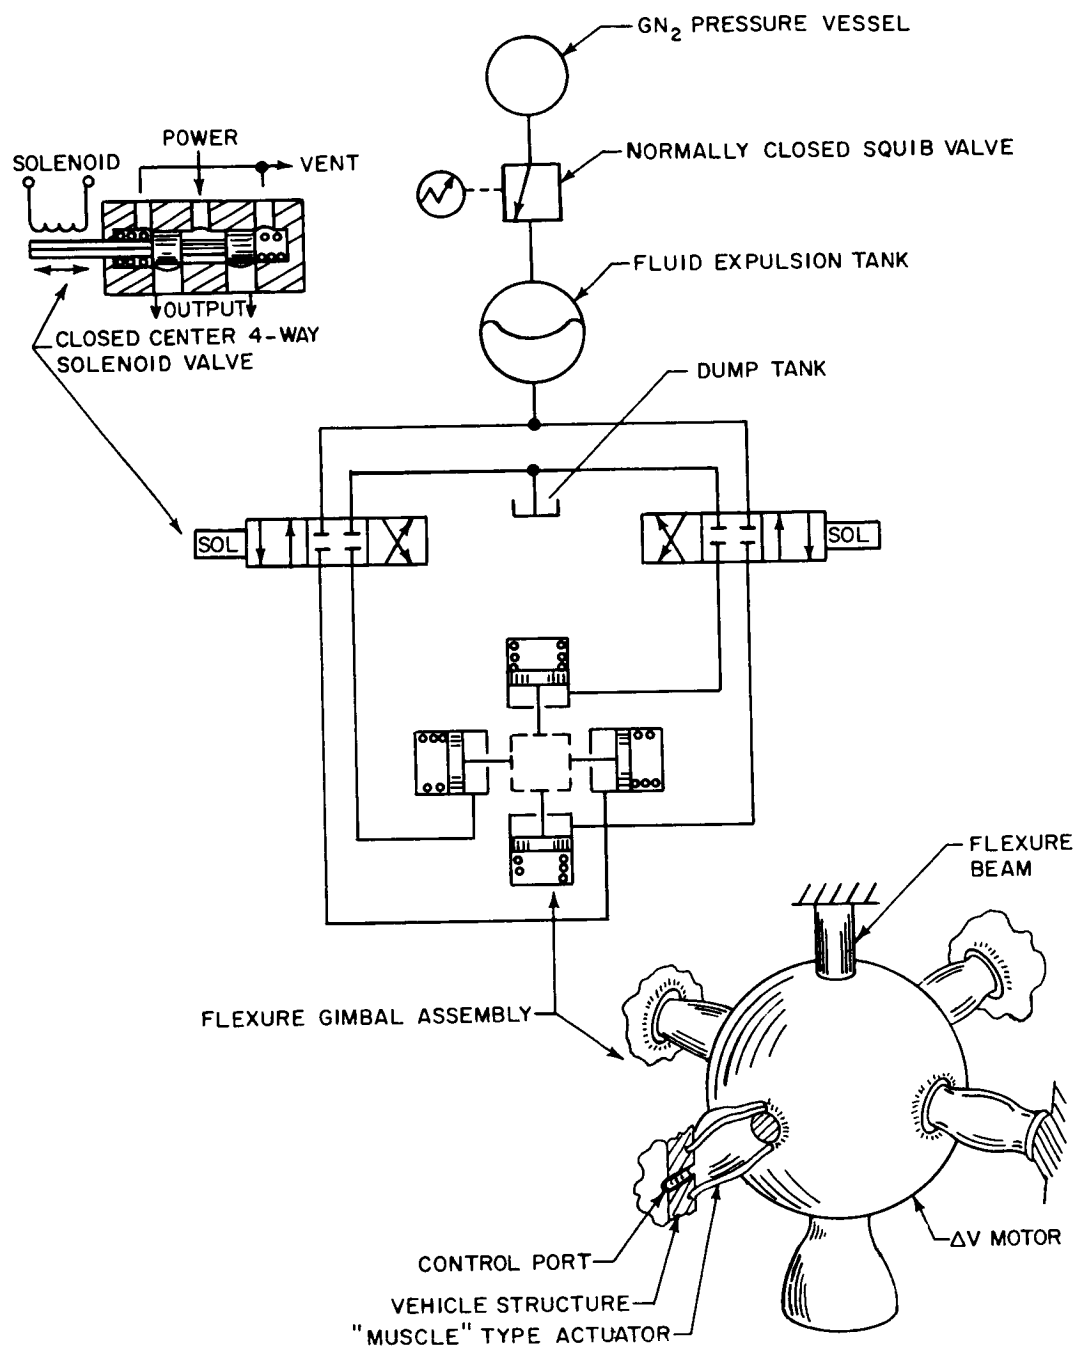 GN₂ PRESSURE VESSEL
NORMALLY CLOSED SQUIB VALVE
POWER
SOLENOID
VENT
OUTPUT
CLOSED CENTER 4-WAY
SOLENOID VALVE
FLUID EXPULSION TANK
DUMP TANK
SOL
SOL
FLEXURE
BEAM
FLEXURE GIMBAL ASSEMBLY
ΔV MOTOR
CONTROL PORT
VEHICLE STRUCTURE
"MUSCLE" TYPE ACTUATOR